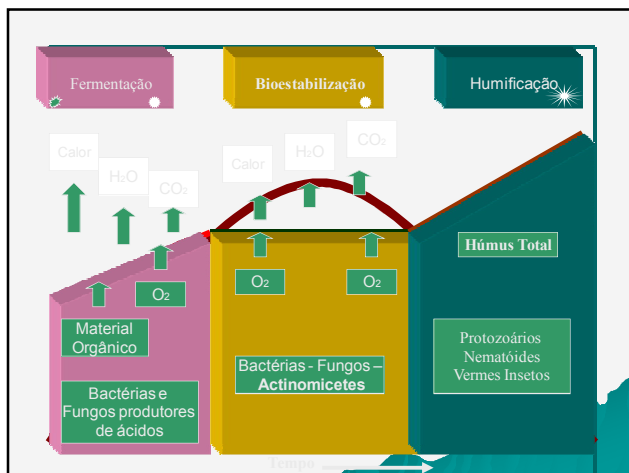 Fermentação
Bioestabilização
Humificação
Calor
H₂O
CO₂
Calor
H₂O
CO₂
O₂
O₂
O₂
Húmus Total
Material
Orgânico
Bactérias e
Fungos produtores
de ácidos
Bactérias - Fungos –
Actinomicetes
Protozoários
Nematóides
Vermes Insetos
Tempo